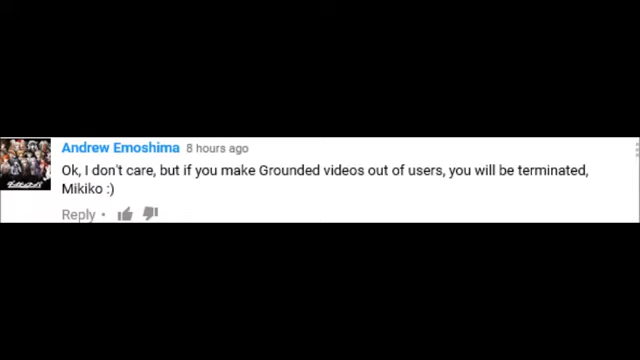 Andrew Emoshima 8 hours ago
Ok, I don't care, but if you make Grounded videos out of users, you will be terminated,
Mikiko :)
Reply •